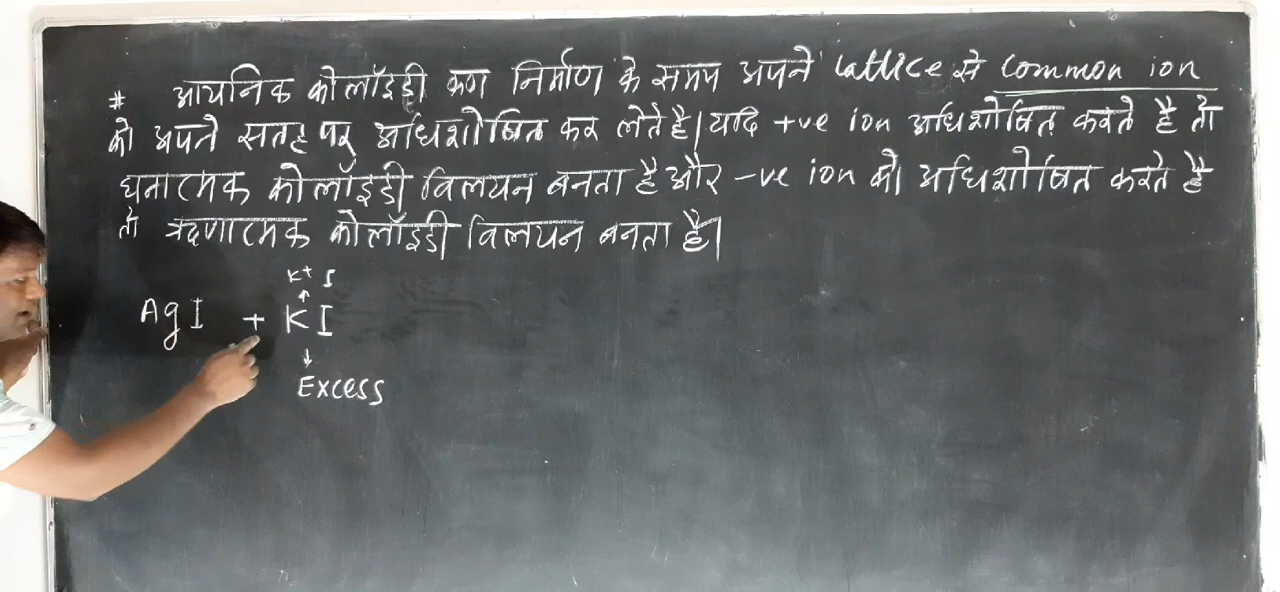 # आयनिक कोलॉइडी कण निर्माण के समय अपने lattice से common ion
को अपने सतह पर अधिशोषित कर लेते है। यदि +ve ion अधिशोषित करते है तो
धनात्मक कोलॉइडी विलयन बनता है और -ve ion को अधिशोषित करते है
तो ऋणात्मक कोलॉइडी विलयन बनता है।
K+ I
↑
AgI + KI
↓
Excess